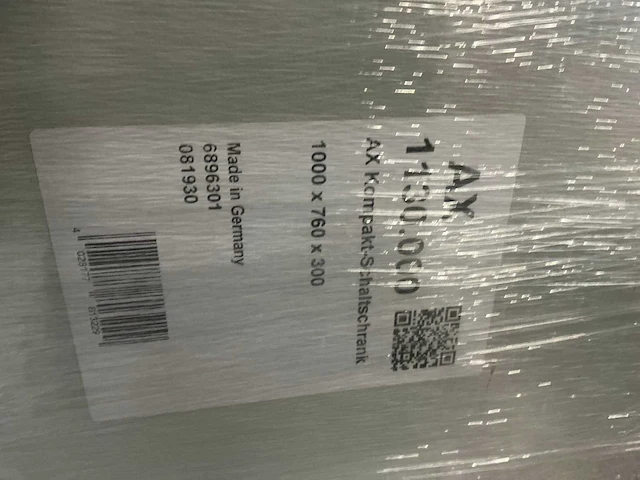 AX
1130.000
AX Kompakt-Schaltschrank
1000 x 760 x 300
Made in Germany
6896301
081930